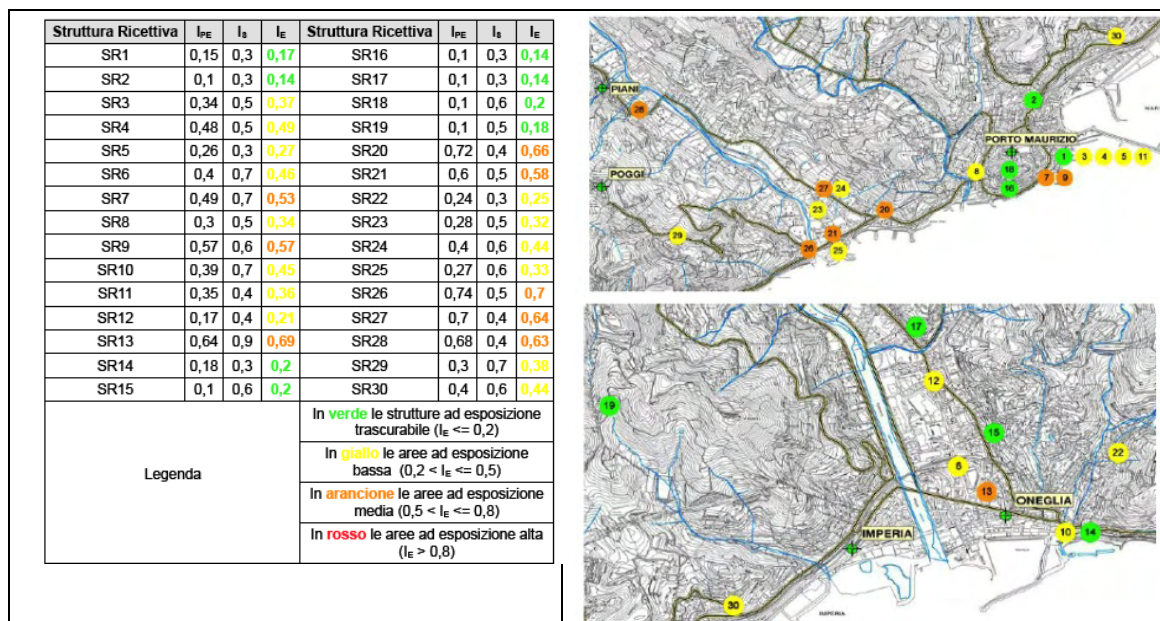 Struttura Ricettiva I_PE I_s I_E Struttura Ricettiva I_PE I_s I_E
SR1 0,15 0,3 0,17 SR16 0,1 0,3 0,14
SR2 0,1 0,3 0,14 SR17 0,1 0,3 0,14
SR3 0,34 0,5 0,37 SR18 0,1 0,6 0,2
SR4 0,48 0,5 0,49 SR19 0,1 0,5 0,18
SR5 0,26 0,3 0,27 SR20 0,72 0,4 0,66
SR6 0,4 0,7 0,46 SR21 0,6 0,5 0,58
SR7 0,49 0,7 0,53 SR22 0,24 0,3 0,25
SR8 0,3 0,5 0,34 SR23 0,28 0,5 0,32
SR9 0,57 0,6 0,57 SR24 0,4 0,6 0,44
SR10 0,39 0,7 0,45 SR25 0,27 0,6 0,33
SR11 0,35 0,4 0,36 SR26 0,74 0,5 0,7
SR12 0,17 0,4 0,21 SR27 0,7 0,4 0,64
SR13 0,64 0,9 0,69 SR28 0,68 0,4 0,63
SR14 0,18 0,3 0,2 SR29 0,3 0,7 0,38
SR15 0,1 0,6 0,2 SR30 0,4 0,6 0,44
Legenda
In verde le strutture ad esposizione
trascurabile (I_E <= 0,2)
In giallo le aree ad esposizione
bassa (0,2 < I_E <= 0,5)
In arancione le aree ad esposizione
media (0,5 < I_E <= 0,8)
In rosso le aree ad esposizione alta
(I_E > 0,8)
30
PIANI
28
2
PORTO MAURIZIO
1 3 4 5 11
8
18
7 9
16
POGGI
27 24
23
20
29
21
26
25
17
12
19
15
22
6
13
ONEGLIA
IMPERIA
10 14
30
IMPERIA